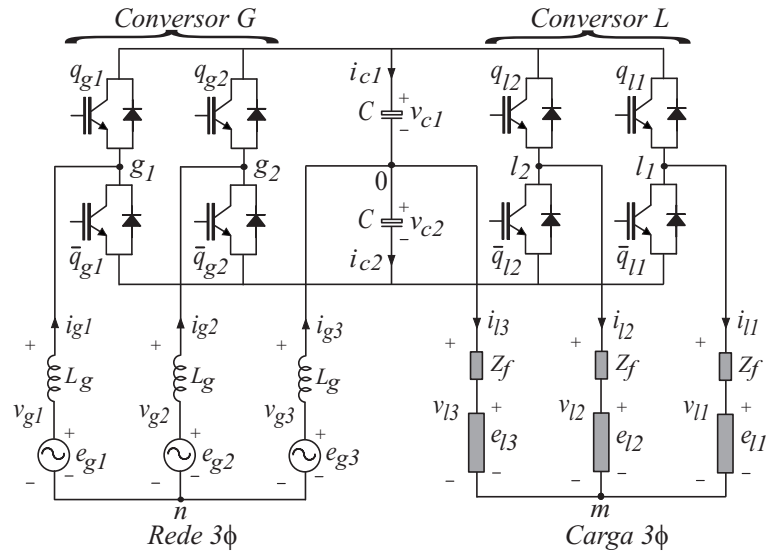 Conversor G
Conversor L
q_g1 q_g2 i_c1 q_l2 q_l1
C + v_c1 −
g_1 g_2 0 l_2 l_1
C + v_c2 −
q̄_g1 q̄_g2 i_c2 q̄_l2 q̄_l1
i_g1 i_g2 i_g3 i_l3 i_l2 i_l1
+ + + + + +
L_g L_g L_g Z_f Z_f Z_f
v_g1 v_g2 v_g3 v_l3 v_l2 v_l1
+ + + + + +
e_g1 e_g2 e_g3 e_l3 e_l2 e_l1
− − − − − − − − − − − −
n m
Rede 3ϕ Carga 3ϕ